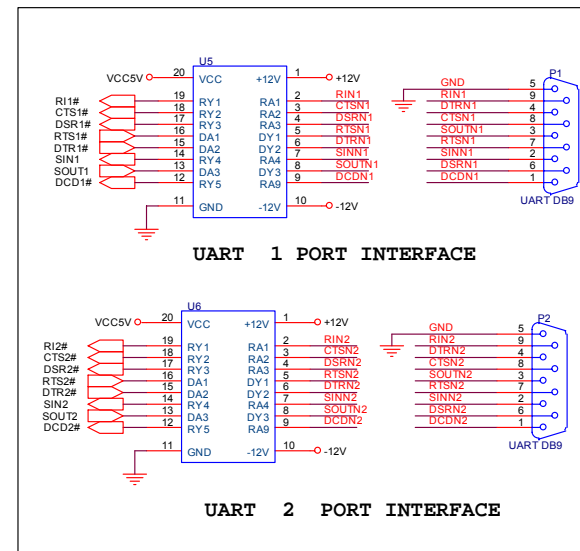 U5
P1
VCC5V 20 VCC +12V 1 +12V
GND 5
RI1# 19 RY1 RA1 2 RIN1
RIN1 9
CTS1# 18 RY2 RA2 3 CTSN1
DTRN1 4
DSR1# 17 RY3 RA3 4 DSRN1
CTSN1 8
RTS1# 16 DA1 DY1 5 RTSN1
SOUTN1 3
DTR1# 15 DA2 DY2 6 DTRN1
RTSN1 7
SIN1 14 RY4 RA4 7 SINN1
SINN1 2
SOUT1 13 DA3 DY3 8 SOUTN1
DSRN1 6
DCD1# 12 RY5 RA9 9 DCDN1
DCDN1 1
UART DB9
11 GND -12V 10 -12V
UART 1 PORT INTERFACE
U6
P2
VCC5V 20 VCC +12V 1 +12V
GND 5
RI2# 19 RY1 RA1 2 RIN2
RIN2 9
CTS2# 18 RY2 RA2 3 CTSN2
DTRN2 4
DSR2# 17 RY3 RA3 4 DSRN2
CTSN2 8
RTS2# 16 DA1 DY1 5 RTSN2
SOUTN2 3
DTR2# 15 DA2 DY2 6 DTRN2
RTSN2 7
SIN2 14 RY4 RA4 7 SINN2
SINN2 2
SOUT2 13 DA3 DY3 8 SOUTN2
DSRN2 6
DCD2# 12 RY5 RA9 9 DCDN2
DCDN2 1
UART DB9
11 GND -12V 10 -12V
UART 2 PORT INTERFACE